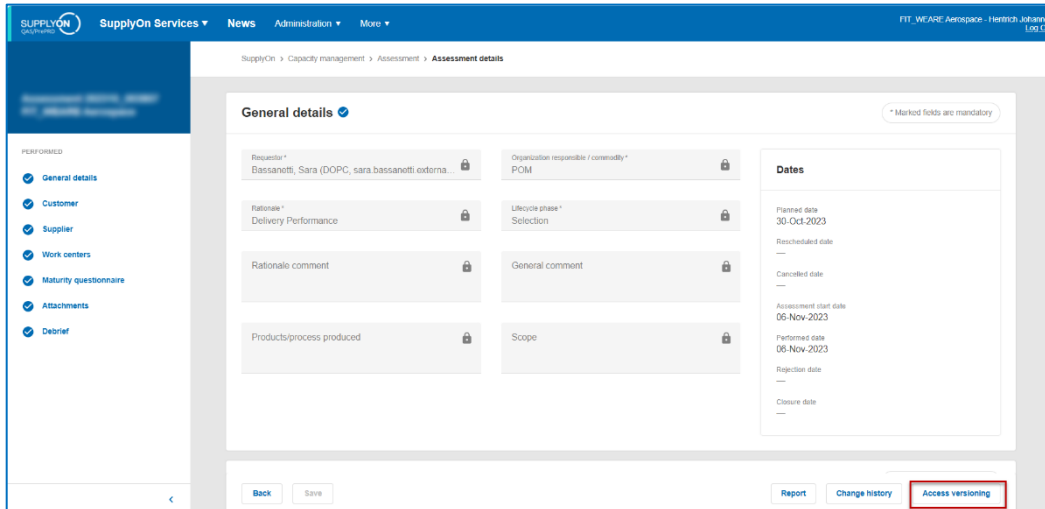 SUPPLYON
QAS/PrePRO
SupplyOn Services ▾ News Administration ▾ More ▾
FIT_WEARE Aerospace - Hentrich Johann
Log O
SupplyOn > Capacity management > Assessment > Assessment details
General details
* Marked fields are mandatory
PERFORMED
General details
Customer
Supplier
Work centers
Maturity questionnaire
Attachments
Debrief
Requestor *
Bassanotti, Sara (DOPC, sara.bassanotti.externa...
Organization responsible / commodity *
POM
Rationale *
Delivery Performance
Lifecycle phase *
Selection
Rationale comment
General comment
Products/process produced
Scope
Dates
Planned date
30-Oct-2023
Rescheduled date
—
Cancelled date
—
Assessment start date
06-Nov-2023
Performed date
06-Nov-2023
Rejection date
—
Closure date
—
Back Save Report Change history Access versioning